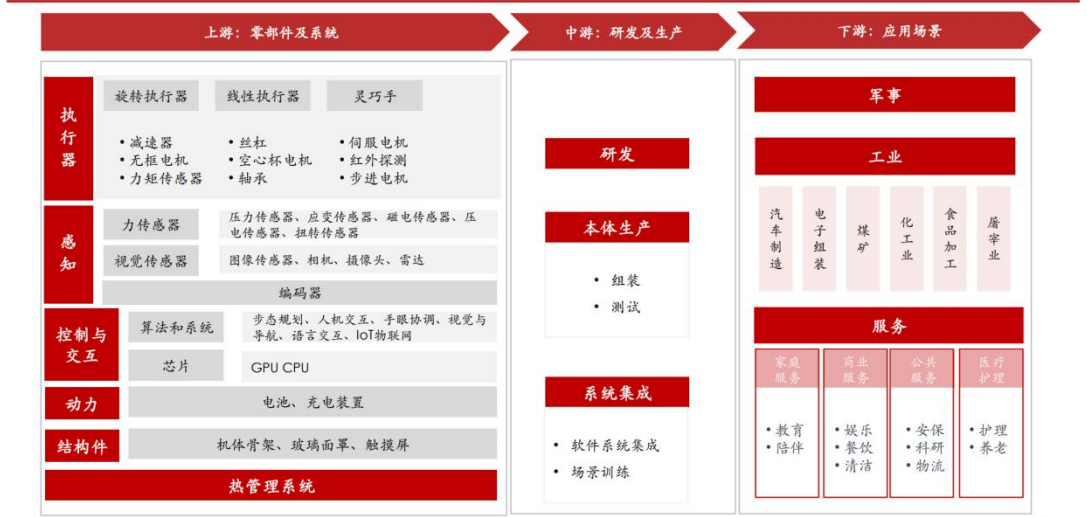 上游：零部件及系统
中游：研发及生产
下游：应用场景
执行器
旋转执行器
线性执行器
灵巧手
• 减速器
• 无框电机
• 力矩传感器
• 丝杠
• 空心杯电机
• 轴承
• 伺服电机
• 红外探测
• 步进电机
感知
力传感器
压力传感器、应变传感器、磁电传感器、压
电传感器、扭转传感器
视觉传感器
图像传感器、相机、摄像头、雷达
编码器
控制与
交互
算法和系统
步态规划、人机交互、手眼协调、视觉与
导航、语言交互、IoT物联网
芯片
GPU CPU
动力
电池、充电装置
结构件
机体骨架、玻璃面罩、触摸屏
热管理系统
研发
本体生产
• 组装
• 测试
系统集成
• 软件系统集成
• 场景训练
军事
工业
汽车制造
电子组装
煤矿
化工业
食品加工
屠宰业
服务
家庭
服务
• 教育
• 陪伴
商业
服务
• 娱乐
• 餐饮
• 清洁
公共
服务
• 安保
• 科研
• 物流
医疗
护理
• 护理
• 养老